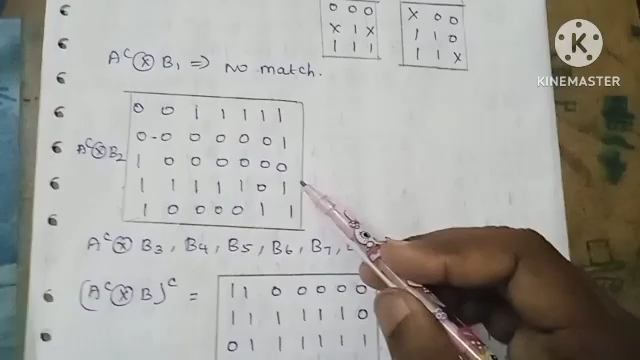 0 0 0
X 1 X
1 1 1
X 0 0
1 1 0
1 1 X
KINEMASTER
A^c ⊗ B1 => No match.
0 0 1 1 1 1 1
0 0 0 0 0 0 1
A^c ⊗ B2
1 0 0 0 0 0 0
1 1 1 1 1 0 1
1 0 0 0 0 1 1
A^c ⊗ B3, B4, B5, B6, B7,
(A^c ⊗ B)^c =
1 1 0 0 0 0 0
1 1 1 1 1 1 0
0 1 1 1 1 1 1